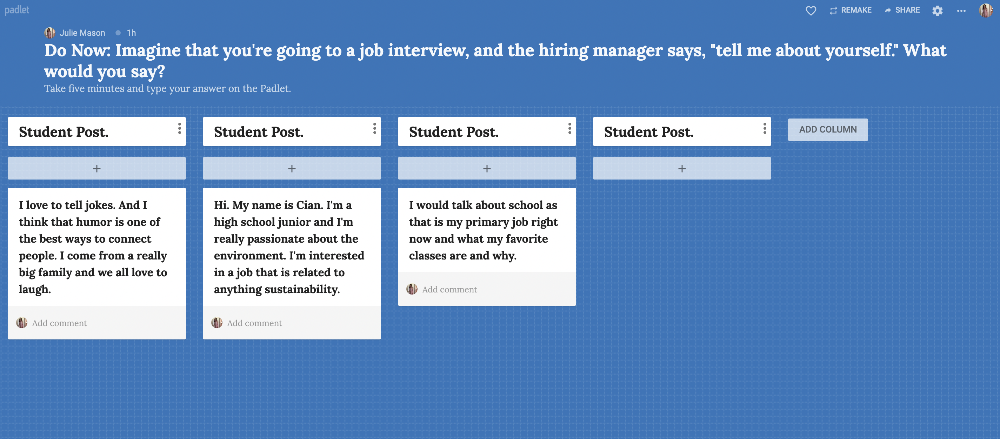 padlet
REMAKE
SHARE
Julie Mason
1h
Do Now: Imagine that you're going to a job interview, and the hiring manager says, "tell me about yourself." What
would you say?
Take five minutes and type your answer on the Padlet.
Student Post.
Student Post.
Student Post.
Student Post.
ADD COLUMN
+
+
+
+
I love to tell jokes. And I
think that humor is one of
the best ways to connect
people. I come from a really
big family and we all love to
laugh.
Add comment
Hi. My name is Cian. I'm a
high school junior and I'm
really passionate about the
environment. I'm interested
in a job that is related to
anything sustainability.
Add comment
I would talk about school as
that is my primary job right
now and what my favorite
classes are and why.
Add comment